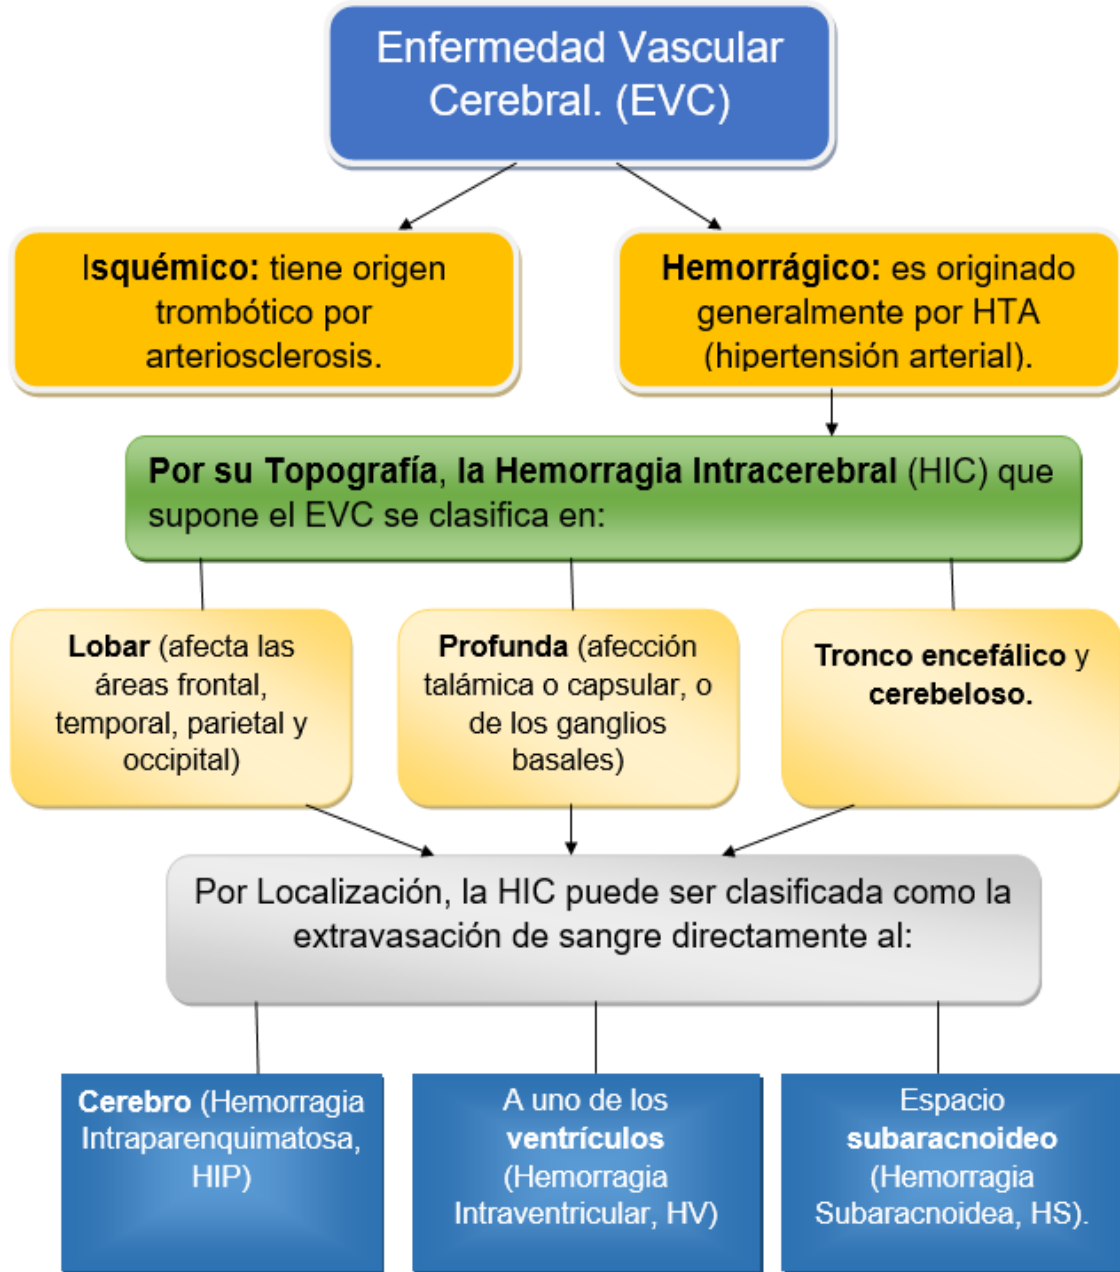 Enfermedad Vascular
Cerebral. (EVC)
Isquémico: tiene origen
trombótico por
arteriosclerosis.
Hemorrágico: es originado
generalmente por HTA
(hipertensión arterial).
Por su Topografía, la Hemorragia Intracerebral (HIC) que
supone el EVC se clasifica en:
Lobar (afecta las
áreas frontal,
temporal, parietal y
occipital)
Profunda (afección
talámica o capsular, o
de los ganglios
basales)
Tronco encefálico y
cerebeloso.
Por Localización, la HIC puede ser clasificada como la
extravasación de sangre directamente al:
Cerebro (Hemorragia
Intraparenquimatosa,
HIP)
A uno de los
ventrículos
(Hemorragia
Intraventricular, HV)
Espacio
subaracnoideo
(Hemorragia
Subaracnoidea, HS).